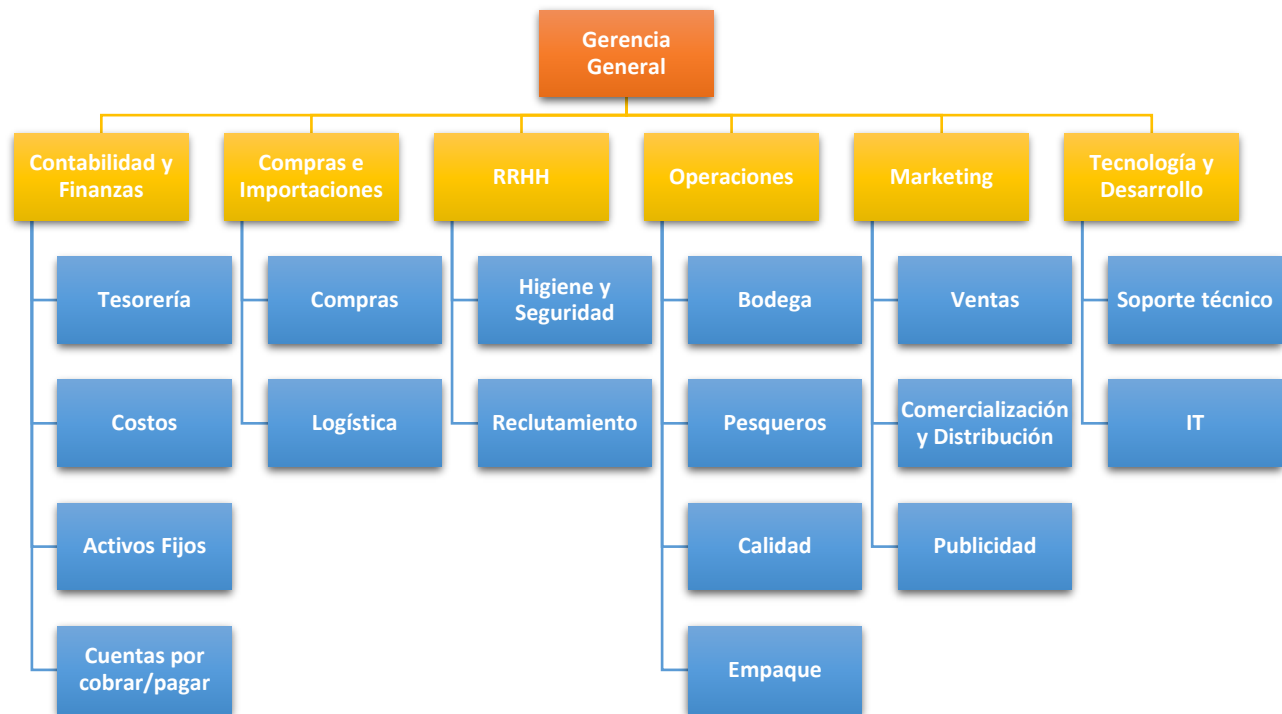 Gerencia
General
Contabilidad y
Finanzas
Compras e
Importaciones
RRHH
Operaciones
Marketing
Tecnología y
Desarrollo
Tesorería
Compras
Higiene y
Seguridad
Bodega
Ventas
Soporte técnico
Costos
Logística
Reclutamiento
Pesqueros
Comercialización
y Distribución
IT
Activos Fijos
Calidad
Publicidad
Cuentas por
cobrar/pagar
Empaque